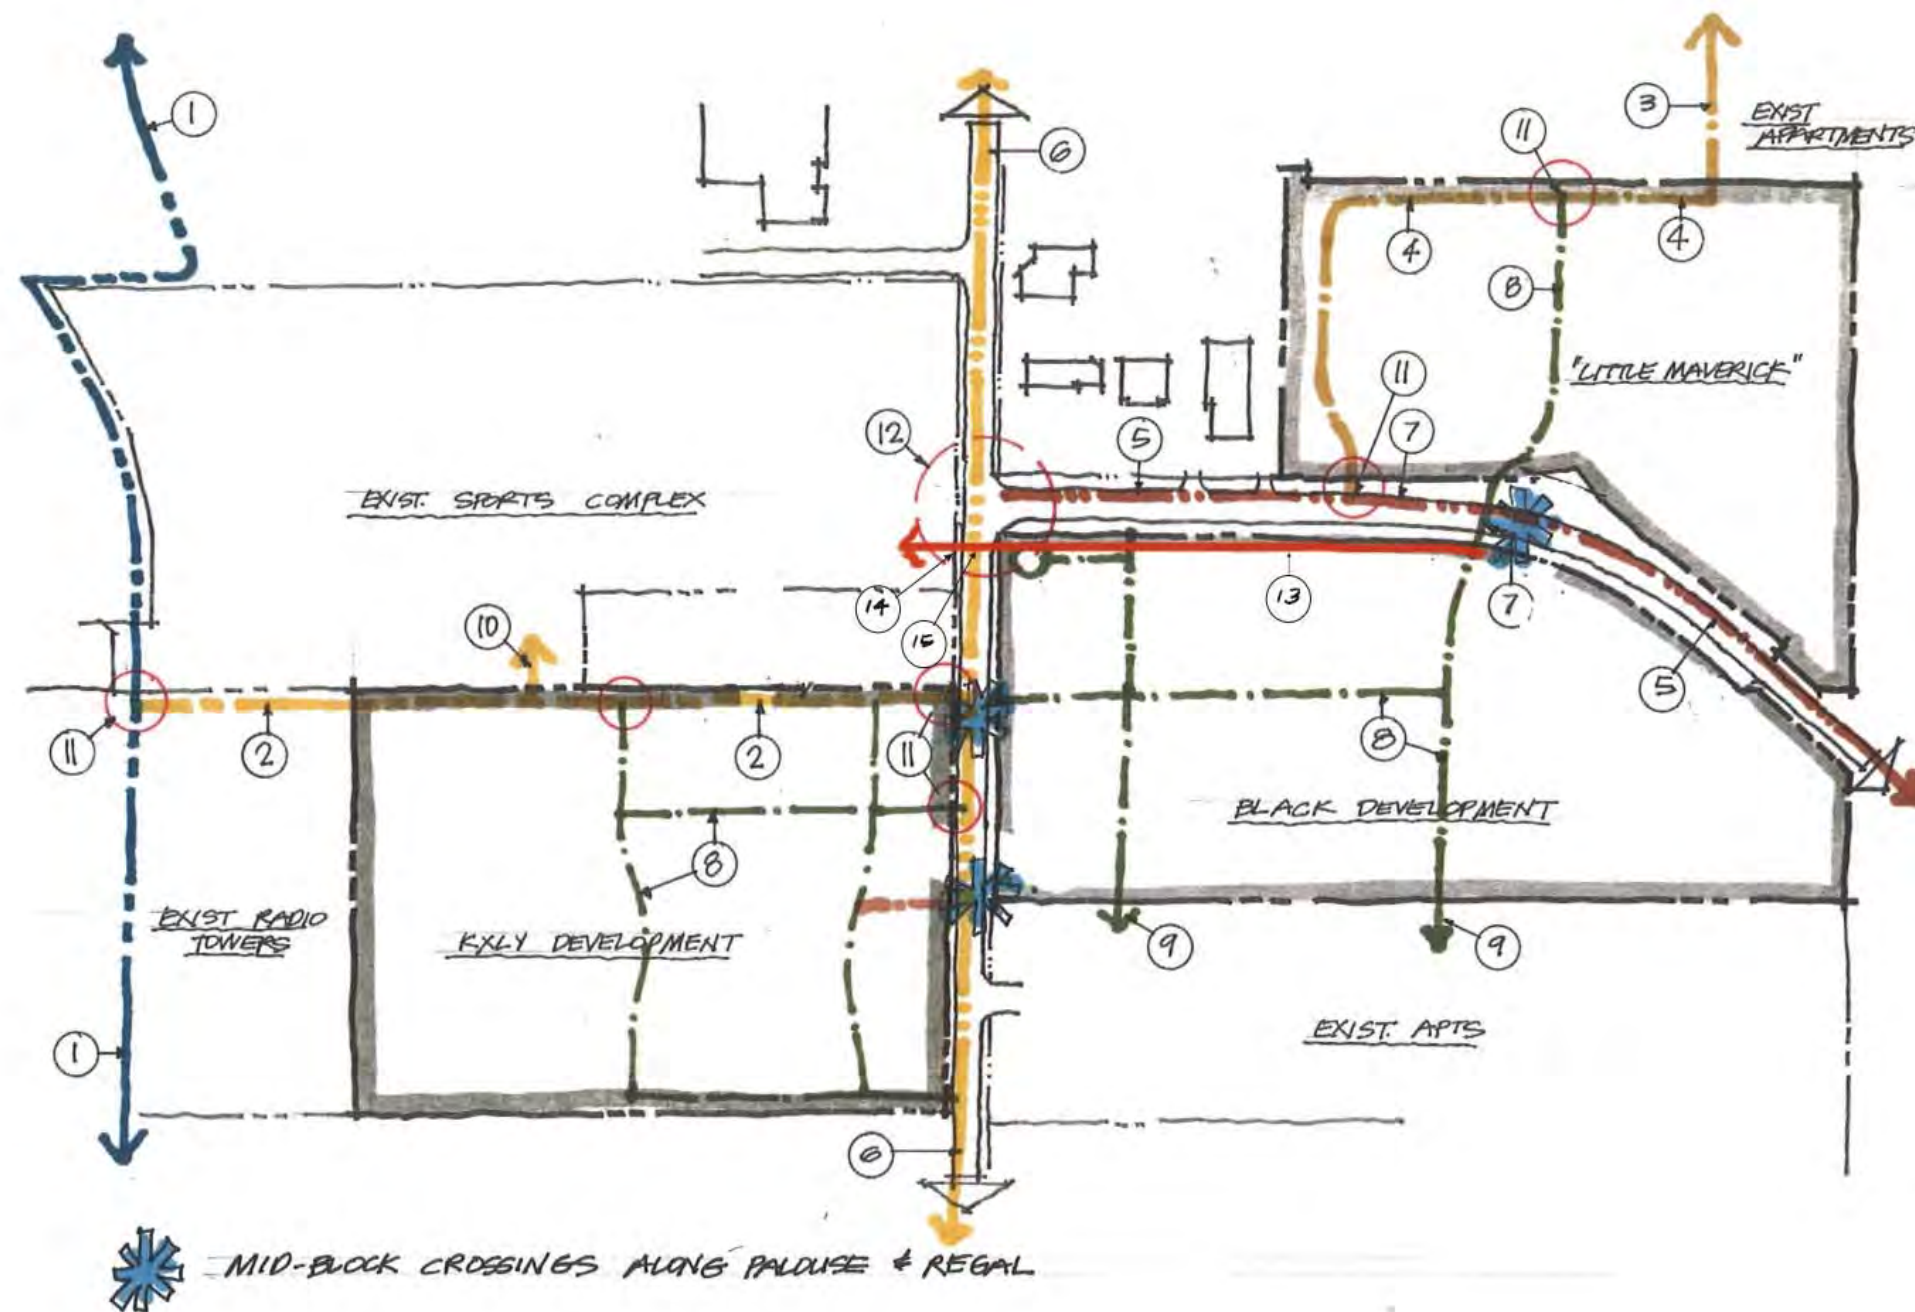 1
3
EXIST
APPARTMENTS
11
6
4
4
8
"LITTLE MAVERICK"
11
12
5
7
EXIST. SPORTS COMPLEX
14
15
13
7
10
5
11
2
2
11
8
BLACK DEVELOPMENT
8
EXIST RADIO
TOWERS
KXLY DEVELOPMENT
9
9
1
EXIST. APTS
6
MID-BLOCK CROSSINGS ALONG PALOUSE & REGAL